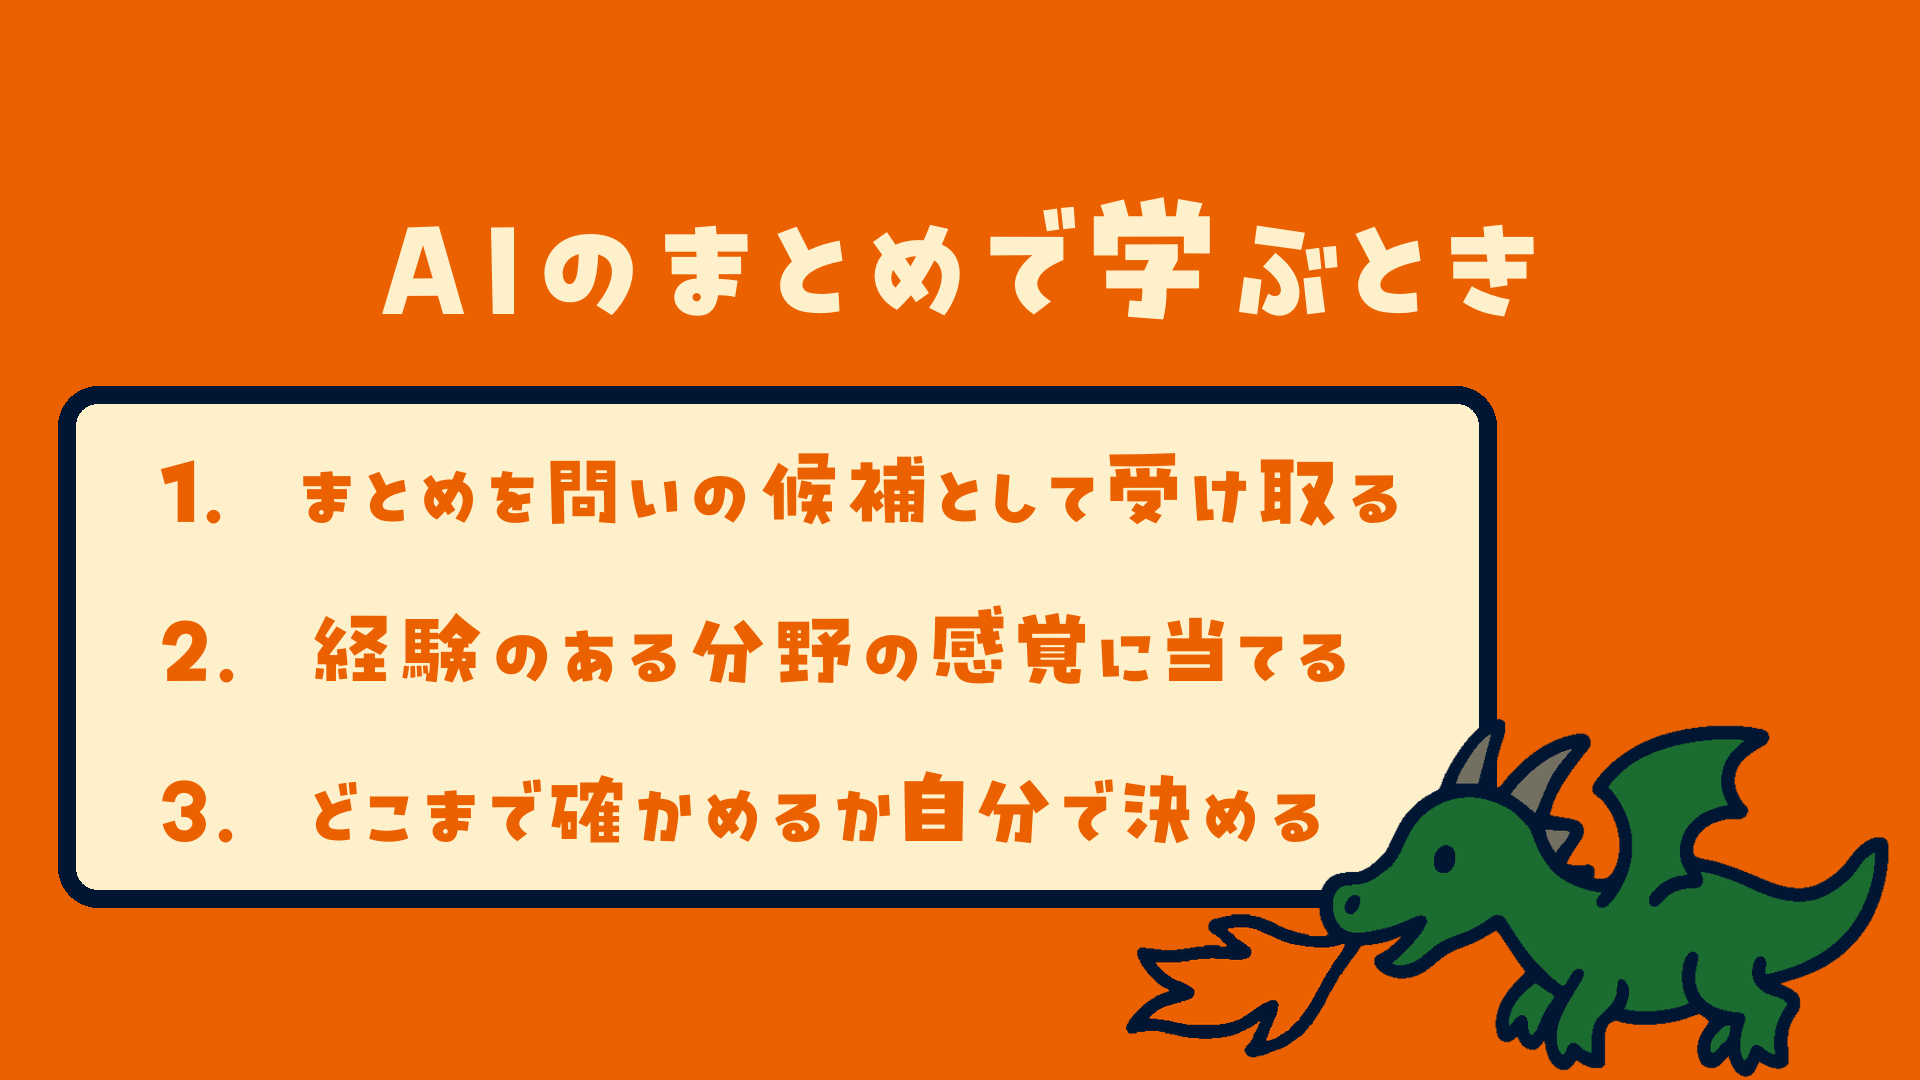 AIのまとめで学ぶとき
1. まとめを問いの候補として受け取る
2. 経験のある分野の感覚に当てる
3. どこまで確かめるか自分で決める